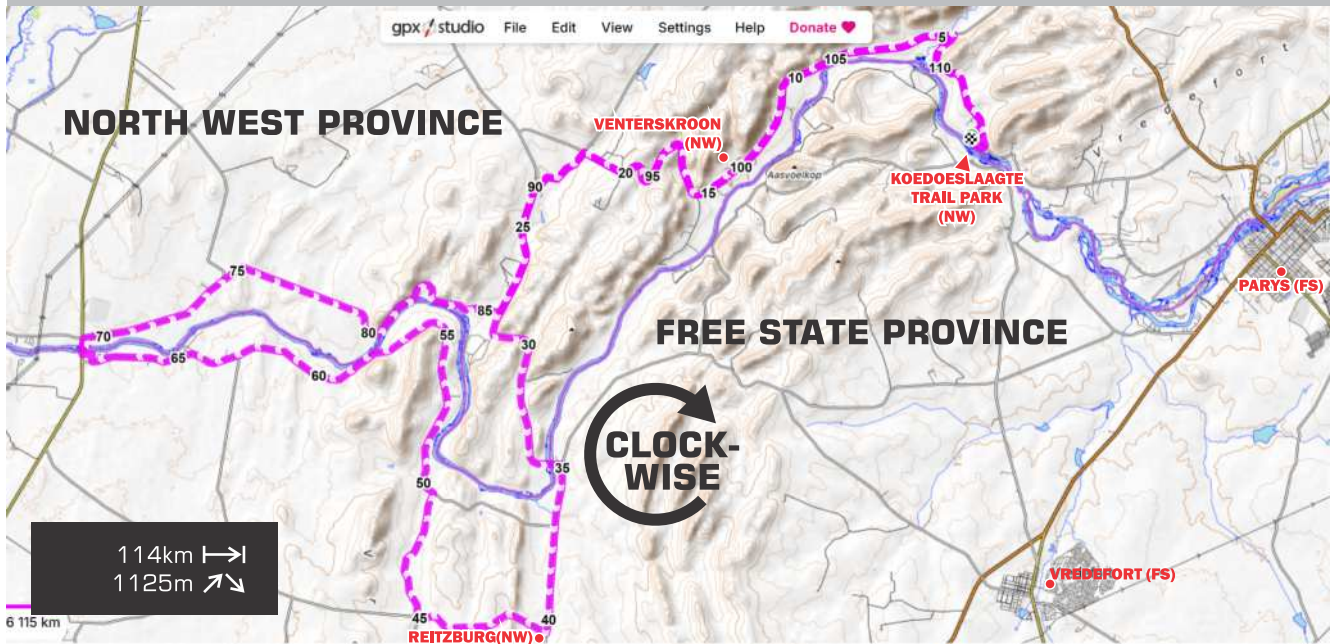 gpx studio File Edit View Settings Help Donate
NORTH WEST PROVINCE
VENTERSKROON
(NW)
KOEDOESLAAGTE
TRAIL PARK
(NW)
PARYS (FS)
FREE STATE PROVINCE
CLOCK-
WISE
VREDEFORT (FS)
REITZBURG(NW)
Aasvoelkop
Vredefort
5
110
105
10
100
15
95
20
90
25
85
30
35
40
45
50
55
60
65
70
75
80
114km
1125m
6 115 km